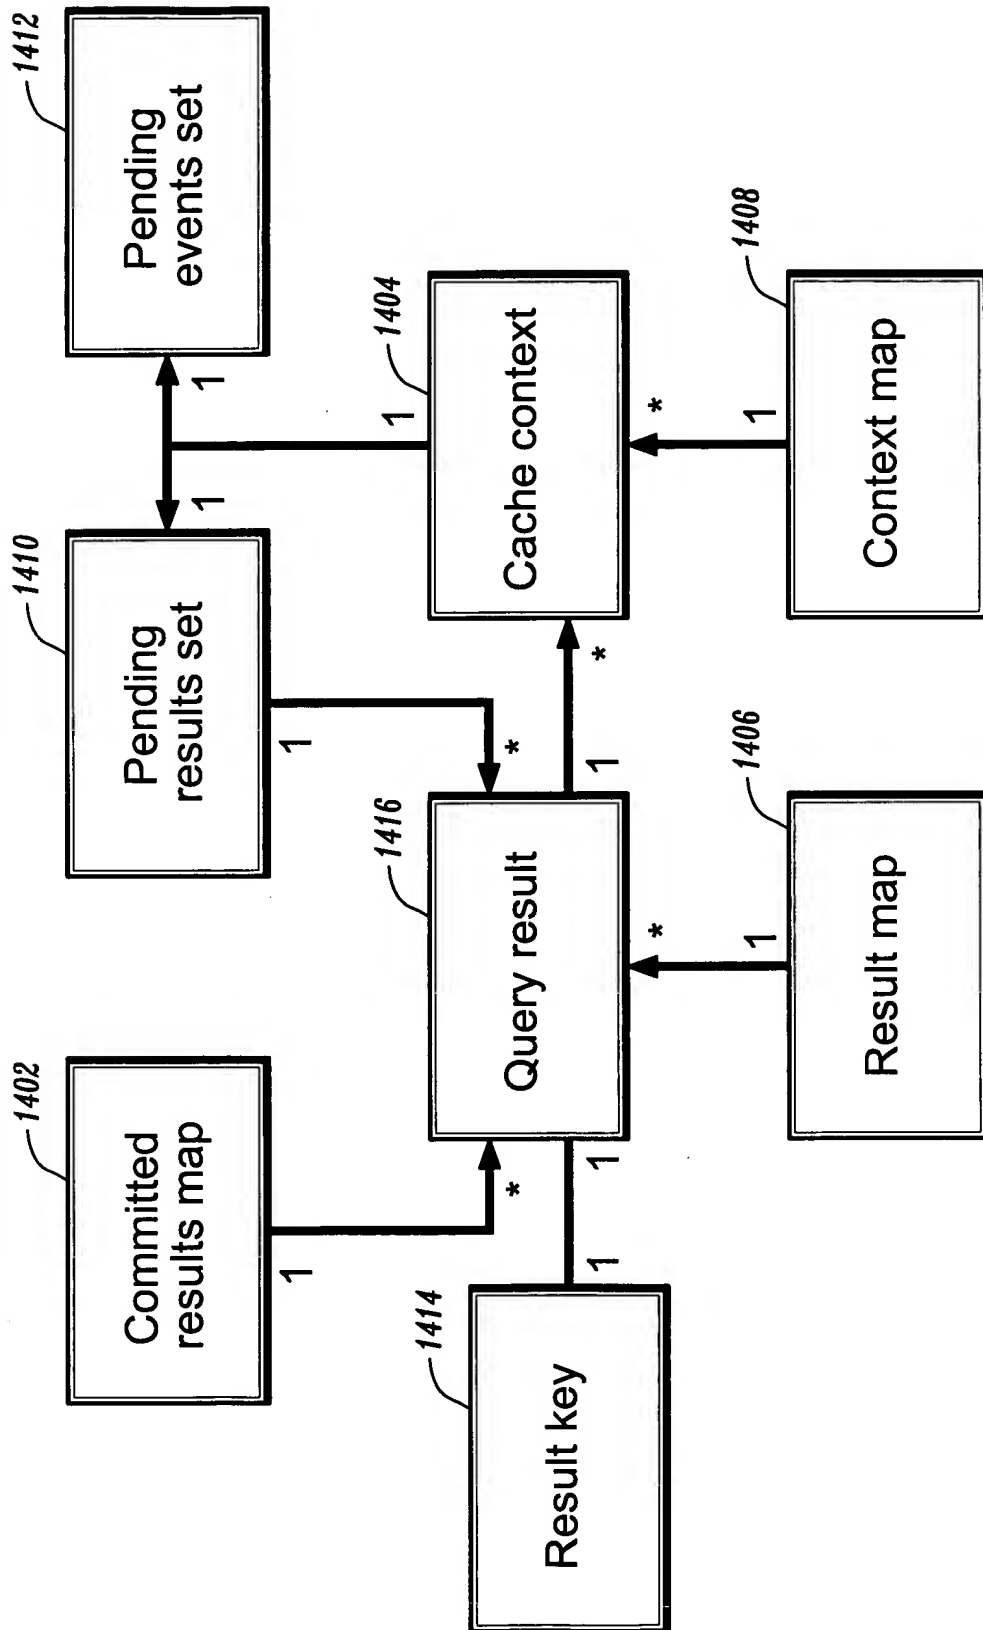 1402
Committed
results map
1410
Pending
results set
1412
Pending
events set
1
1
1
1
1
1416
1404
1414
*
*
Query result
Cache context
Result key
1
1
1
*
*
*
1406
1408
1
1
Result map
Context map